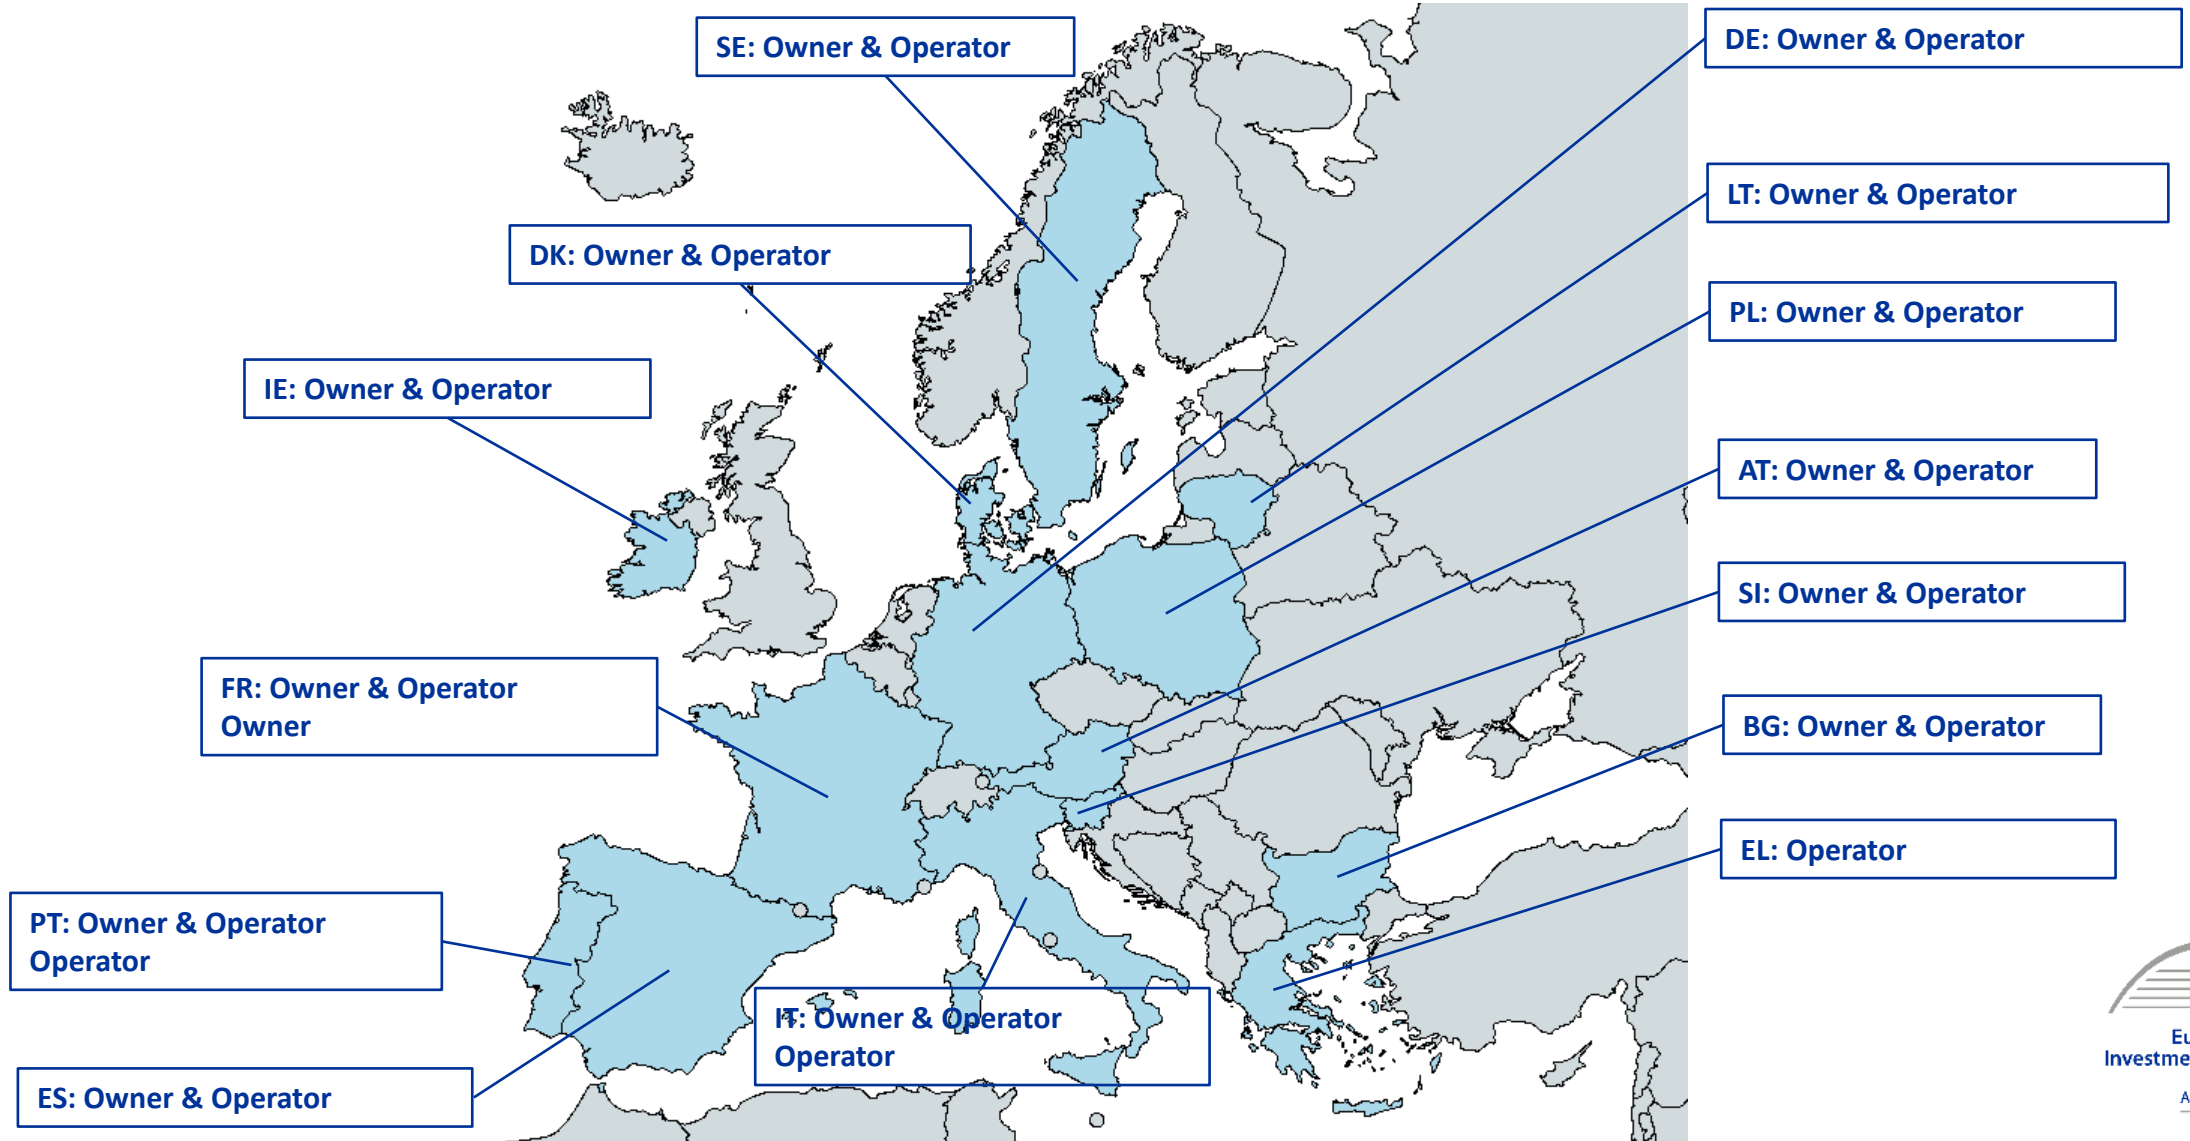 SE: Owner & Operator
DE: Owner & Operator
LT: Owner & Operator
DK: Owner & Operator
PL: Owner & Operator
IE: Owner & Operator
AT: Owner & Operator
SI: Owner & Operator
FR: Owner & Operator
Owner
BG: Owner & Operator
EL: Operator
PT: Owner & Operator
Operator
IT: Owner & Operator
Operator
ES: Owner & Operator
Eu
Investme
A